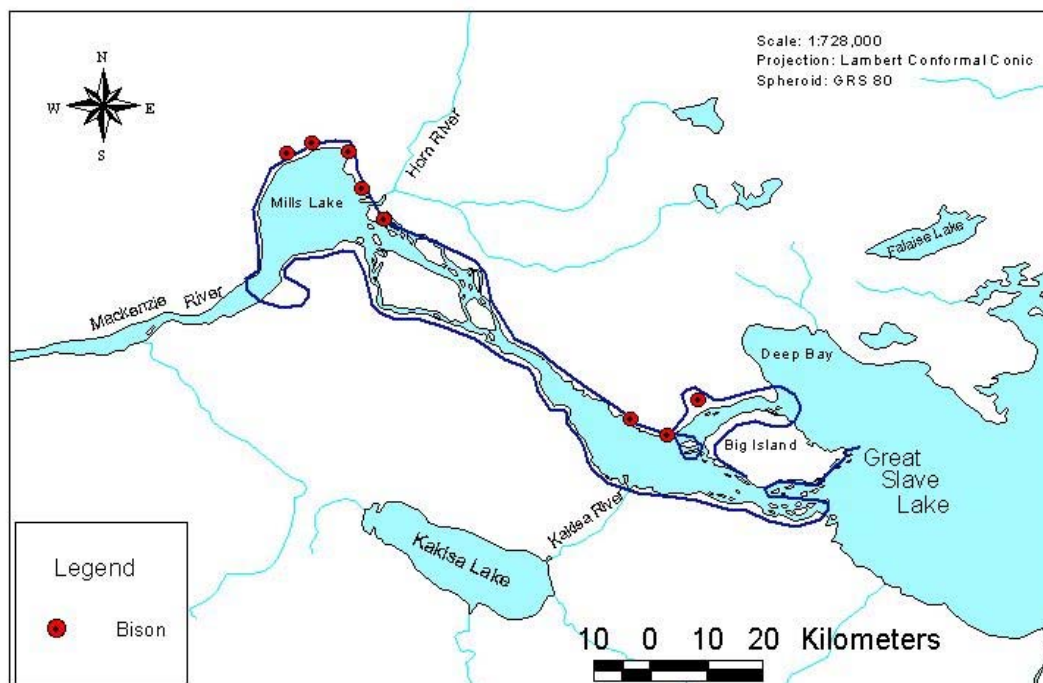 Scale: 1:728,000
Projection: Lambert Conformal Conic
Spheroid: GRS 80
N
W
E
S
Horn River
Mills Lake
Falaise Lake
Mackenzie River
Deep Bay
Big Island
Great
Slave
Lake
Kakisa River
Kakisa Lake
Legend
Bison
10 0 10 20 Kilometers